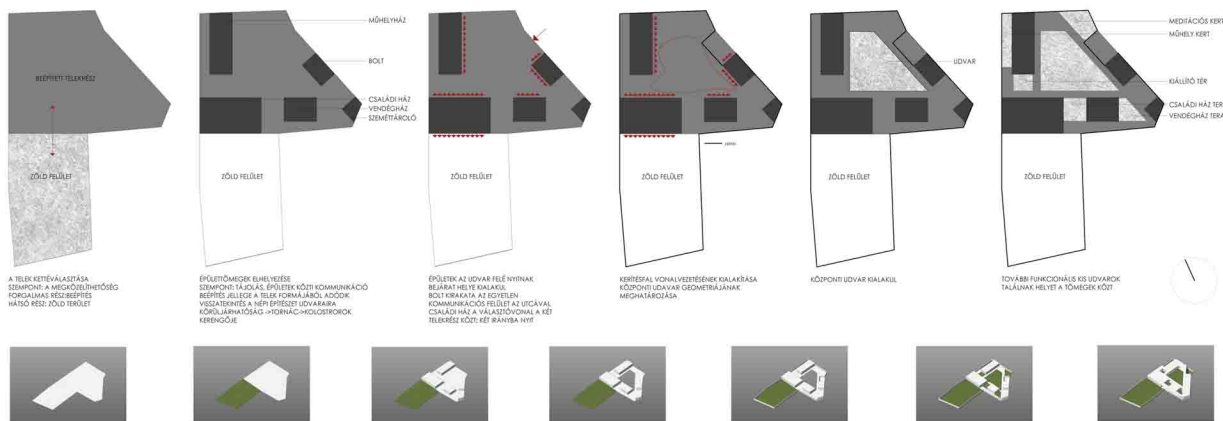 BEÉPÍTETT TELEKRÉSZ
ZÖLD FELÜLET
A TELEK KETTÉVÁLASZTÁSA
SZEMPONT: A MEGKÖZELÍTHETŐSÉG
FORGALMAS RÉSZ:BEÉPÍTÉS
HÁTSÓ RÉSZ: ZÖLD TERÜLET
MŰHELYHÁZ
BOLT
CSALÁDI HÁZ
VENDÉGHÁZ
SZEMÉTTÁROLÓ
ZÖLD FELÜLET
ÉPÜLETTÖMEGEK ELHELYEZÉSE
SZEMPONT: TÁJOLÁS, ÉPÜLETEK KÖZTI KOMMUNIKÁCIÓ
BEÉPÍTÉS JELLEGE A TELEK FORMÁJÁBÓL ADÓDIK
VISSZATEKINTÉS A NÉPI ÉPÍTÉSZET UDVARAIRA
KÖRÜLJÁRHATÓSÁG ->TORNÁC->KOLOSTROROK
KERENGŐJE
ZÖLD FELÜLET
ÉPÜLETEK AZ UDVAR FELÉ NYITNAK
BEJÁRAT HELYE KIALAKUL
BOLT KIRAKATA AZ EGYETLEN
KOMMUNIKÁCIÓS FELÜLET AZ UTCÁVAL
CSALÁDI HÁZ A VÁLASZTÓVONAL A KÉT
TELEKRÉSZ KÖZT: KÉT IRÁNYBA NYIT
ZÖLD FELÜLET
KERÍTÉSFAL VONALVEZETÉSÉNEK KIALAKÍTÁSA
KÖZPONTI UDVAR GEOMETRIÁJÁNAK
MEGHATÁROZÁSA
UDVAR
ZÖLD FELÜLET
KÖZPONTI UDVAR KIALAKUL
MEDITÁCIÓS KERT
MŰHELY KERT
KIÁLLÍTÓ TÉR
CSALÁDI HÁZ TER
VENDÉGHÁZ TERA
ZÖLD FELÜLET
TOVÁBBI FUNKCIONÁLIS KIS UDVAROK
TALÁLNAK HELYET A TÖMEGEK KÖZT